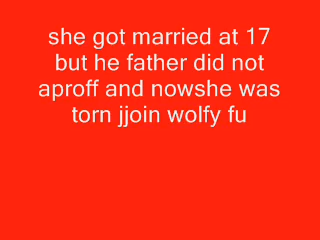 she got married at 17
but he father did not
aproff and nowshe was
torn jjoin wolfy fu